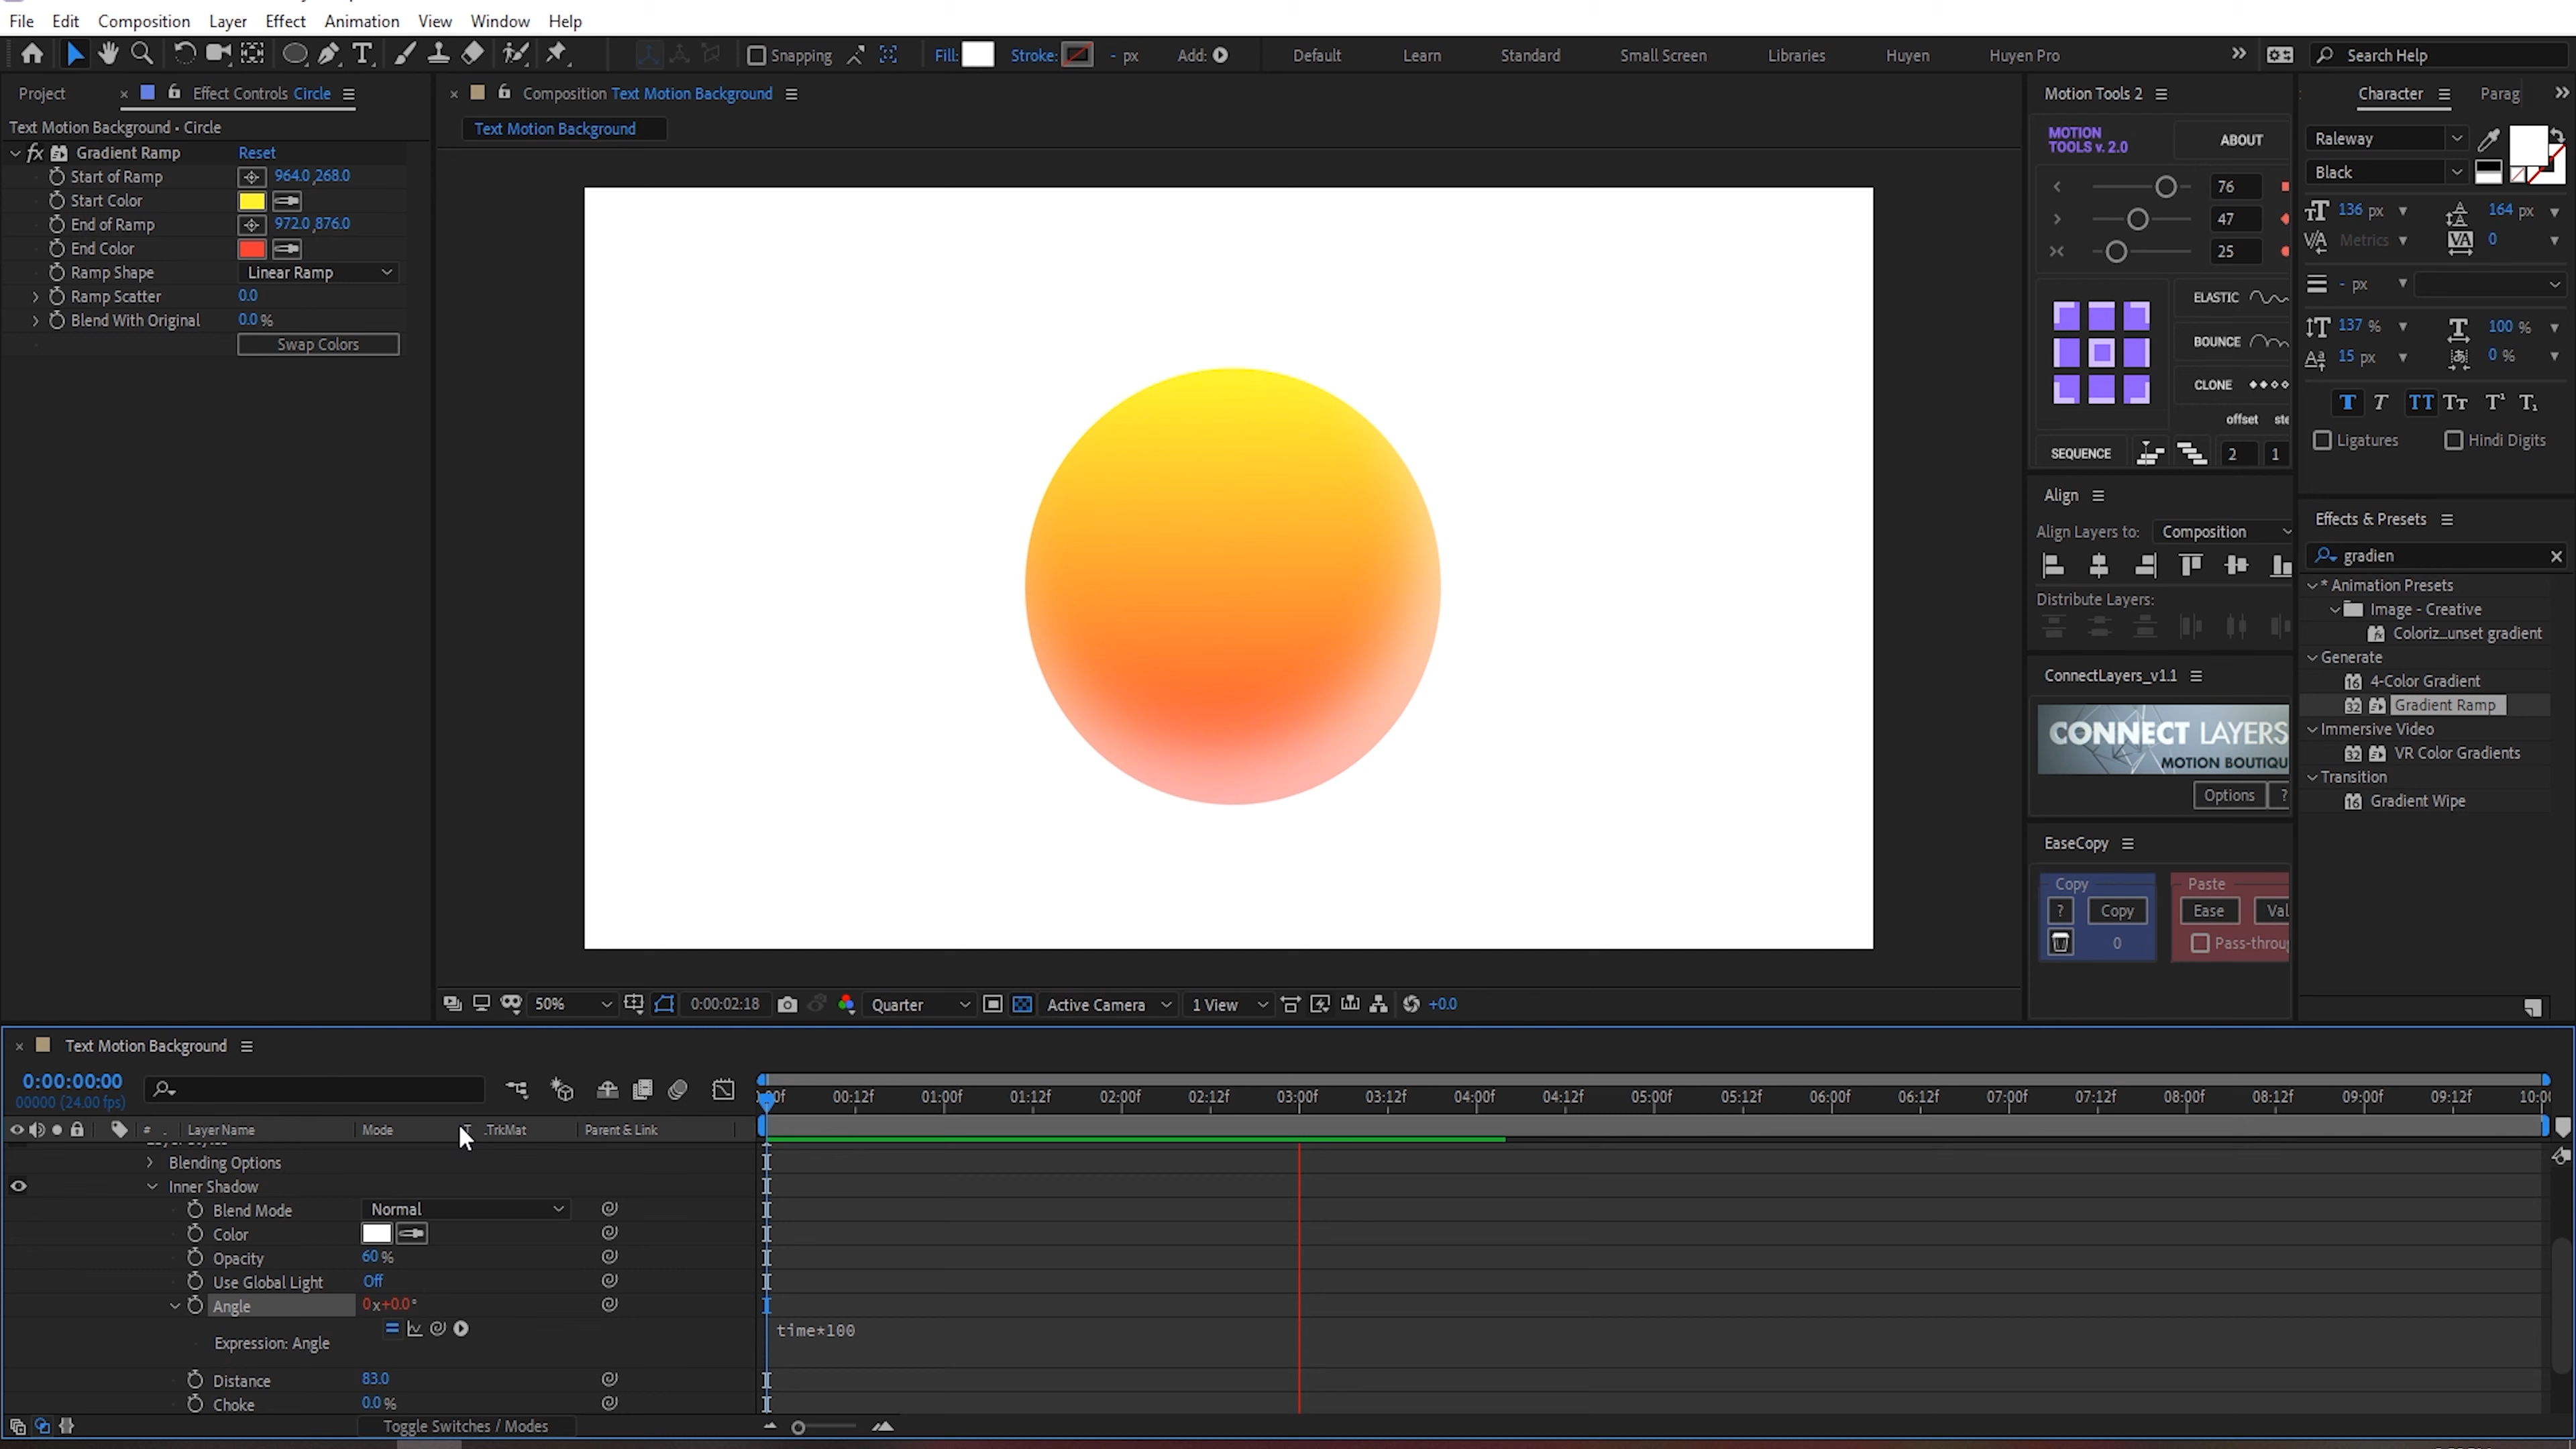 File Edit Composition Layer Effect Animation View Window Help
Snapping Fill: Stroke: - px Add: Default Learn Standard Small Screen Libraries Huyen Huyen Pro Search Help
Project × Effect Controls Circle
Text Motion Background • Circle
fx Gradient Ramp Reset
Start of Ramp 964.0,268.0
Start Color
End of Ramp 972.0,876.0
End Color
Ramp Shape Linear Ramp
Ramp Scatter 0.0
Blend With Original 0.0 %
Swap Colors
× Composition Text Motion Background
Text Motion Background
50% 0:00:02:18 Quarter Active Camera 1 View +0.0
Motion Tools 2
MOTION TOOLS v. 2.0 ABOUT
76
47
25
ELASTIC
BOUNCE
CLONE
offset
SEQUENCE 2 1
Align
Align Layers to: Composition
Distribute Layers:
ConnectLayers_v1.1
CONNECT LAYERS
MOTION BOUTIQU
Options ?
EaseCopy
Copy Paste
? Copy Ease Val
0 Pass-throu
Character Parag
Raleway
Black
136 px 164 px
Metrics 0
- px
137 % 100 %
15 px 0 %
T T TT Tt T¹ T₁
Ligatures Hindi Digits
Effects & Presets
gradien ×
* Animation Presets
Image - Creative
Coloriz...unset gradient
Generate
4-Color Gradient
Gradient Ramp
Immersive Video
VR Color Gradients
Transition
Gradient Wipe
× Text Motion Background
0:00:00:00
00000 (24.00 fps)
00:12f 01:00f 01:12f 02:00f 02:12f 03:00f 03:12f 04:00f 04:12f 05:00f 05:12f 06:00f 06:12f 07:00f 07:12f 08:00f 08:12f 09:00f 09:12f 10:0
# Layer Name Mode T .TrkMat Parent & Link
Blending Options
Inner Shadow
Blend Mode Normal
Color
Opacity 60 %
Use Global Light Off
Angle 0x+0.0°
Expression: Angle time*100
Distance 83.0
Choke 0.0 %
Toggle Switches / Modes